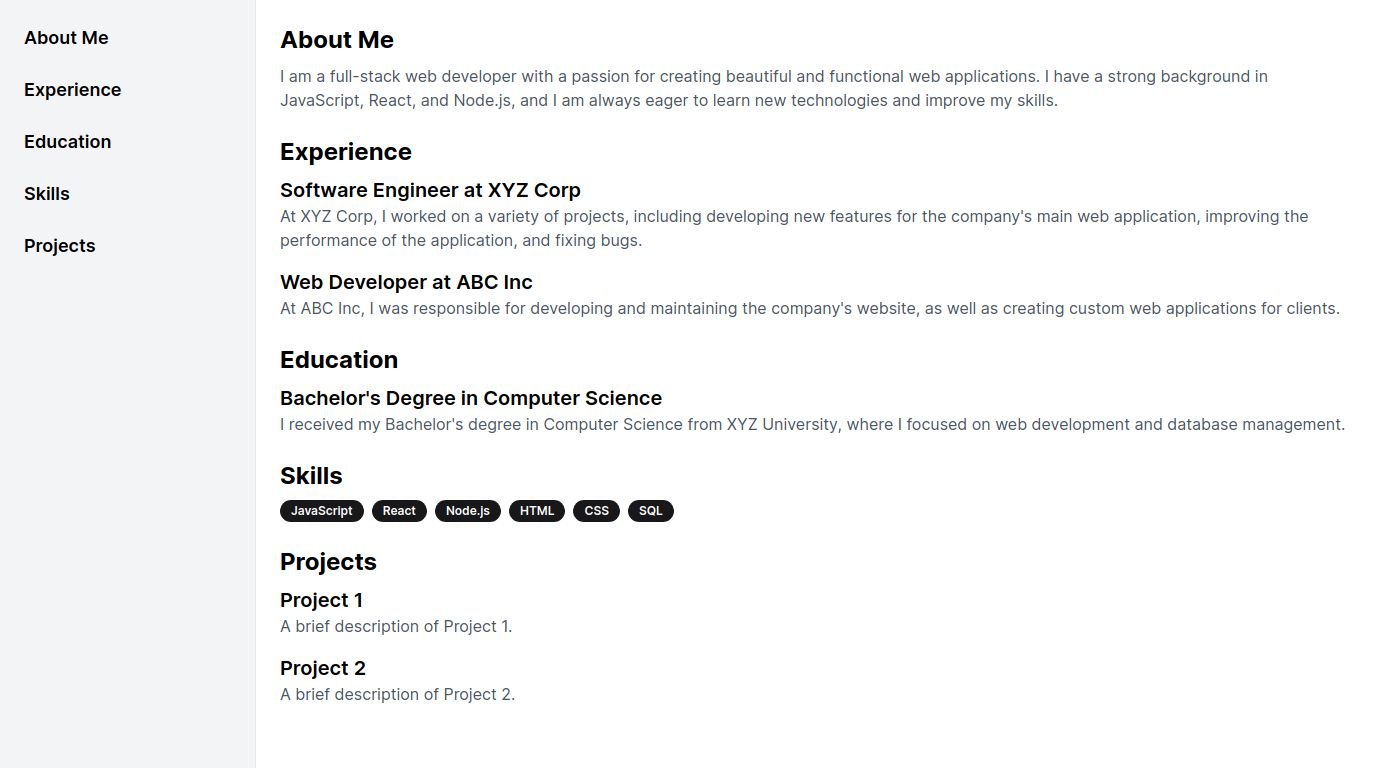 About Me
Experience
Education
Skills
Projects
About Me
I am a full-stack web developer with a passion for creating beautiful and functional web applications. I have a strong background in
JavaScript, React, and Node.js, and I am always eager to learn new technologies and improve my skills.
Experience
Software Engineer at XYZ Corp
At XYZ Corp, I worked on a variety of projects, including developing new features for the company's main web application, improving the
performance of the application, and fixing bugs.
Web Developer at ABC Inc
At ABC Inc, I was responsible for developing and maintaining the company's website, as well as creating custom web applications for clients.
Education
Bachelor's Degree in Computer Science
I received my Bachelor's degree in Computer Science from XYZ University, where I focused on web development and database management.
Skills
JavaScript React Node.js HTML CSS SQL
Projects
Project 1
A brief description of Project 1.
Project 2
A brief description of Project 2.